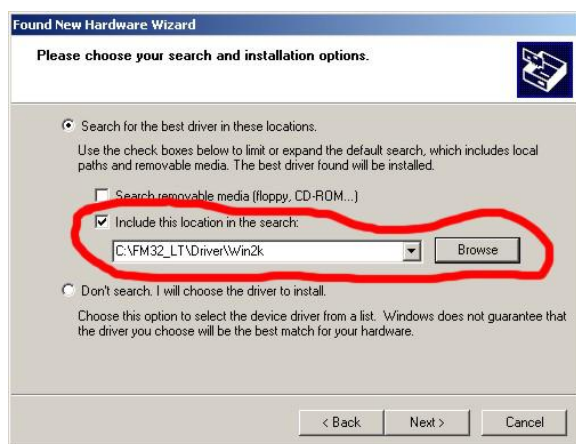 Found New Hardware Wizard
Please choose your search and installation options.
Search for the best driver in these locations.
Use the check boxes below to limit or expand the default search, which includes local
paths and removable media. The best driver found will be installed.
Search removable media (floppy, CD-ROM...)
Include this location in the search:
C:\FM32_LT\Driver\Win2k
Browse
Don't search. I will choose the driver to install.
Choose this option to select the device driver from a list. Windows does not guarantee that
the driver you choose will be the best match for your hardware.
< Back
Next >
Cancel